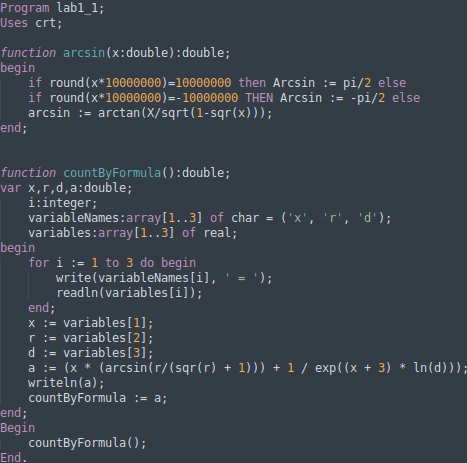 Program lab1_1;
Uses crt;

function arcsin(x:double):double;
begin
    if round(x*10000000)=10000000 then Arcsin := pi/2 else
    if round(x*10000000)=-10000000 THEN Arcsin := -pi/2 else
    arcsin := arctan(X/sqrt(1-sqr(x)));
end;


function countByFormula():double;
var x,r,d,a:double;
    i:integer;
    variableNames:array[1..3] of char = ('x', 'r', 'd');
    variables:array[1..3] of real;
begin
    for i := 1 to 3 do begin
        write(variableNames[i], ' = ');
        readln(variables[i]);
    end;
    x := variables[1];
    r := variables[2];
    d := variables[3];
    a := (x * (arcsin(r/(sqr(r) + 1))) + 1 / exp((x + 3) * ln(d)));
    writeln(a);
    countByFormula := a;
end;
Begin
    countByFormula();
End.